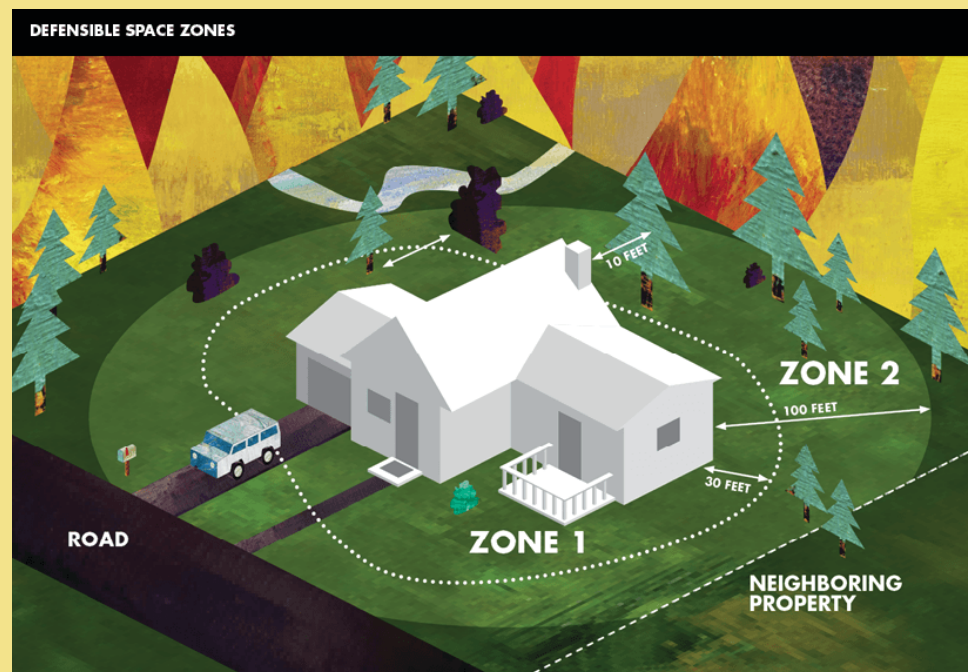 DEFENSIBLE SPACE ZONES
10 FEET
ZONE 2
100 FEET
30 FEET
ROAD
ZONE 1
NEIGHBORING
PROPERTY